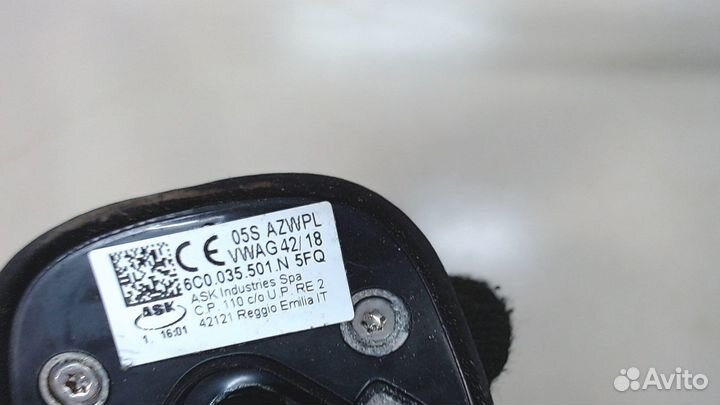 05S AZWPL
CE VWAG 42/18
6C0.035.501.N 5FQ
ASK Industries Spa
ASK C.P. 110 c/o U.P. RE 2
1. 16:01 42121 Reggio Emilia IT
Avito